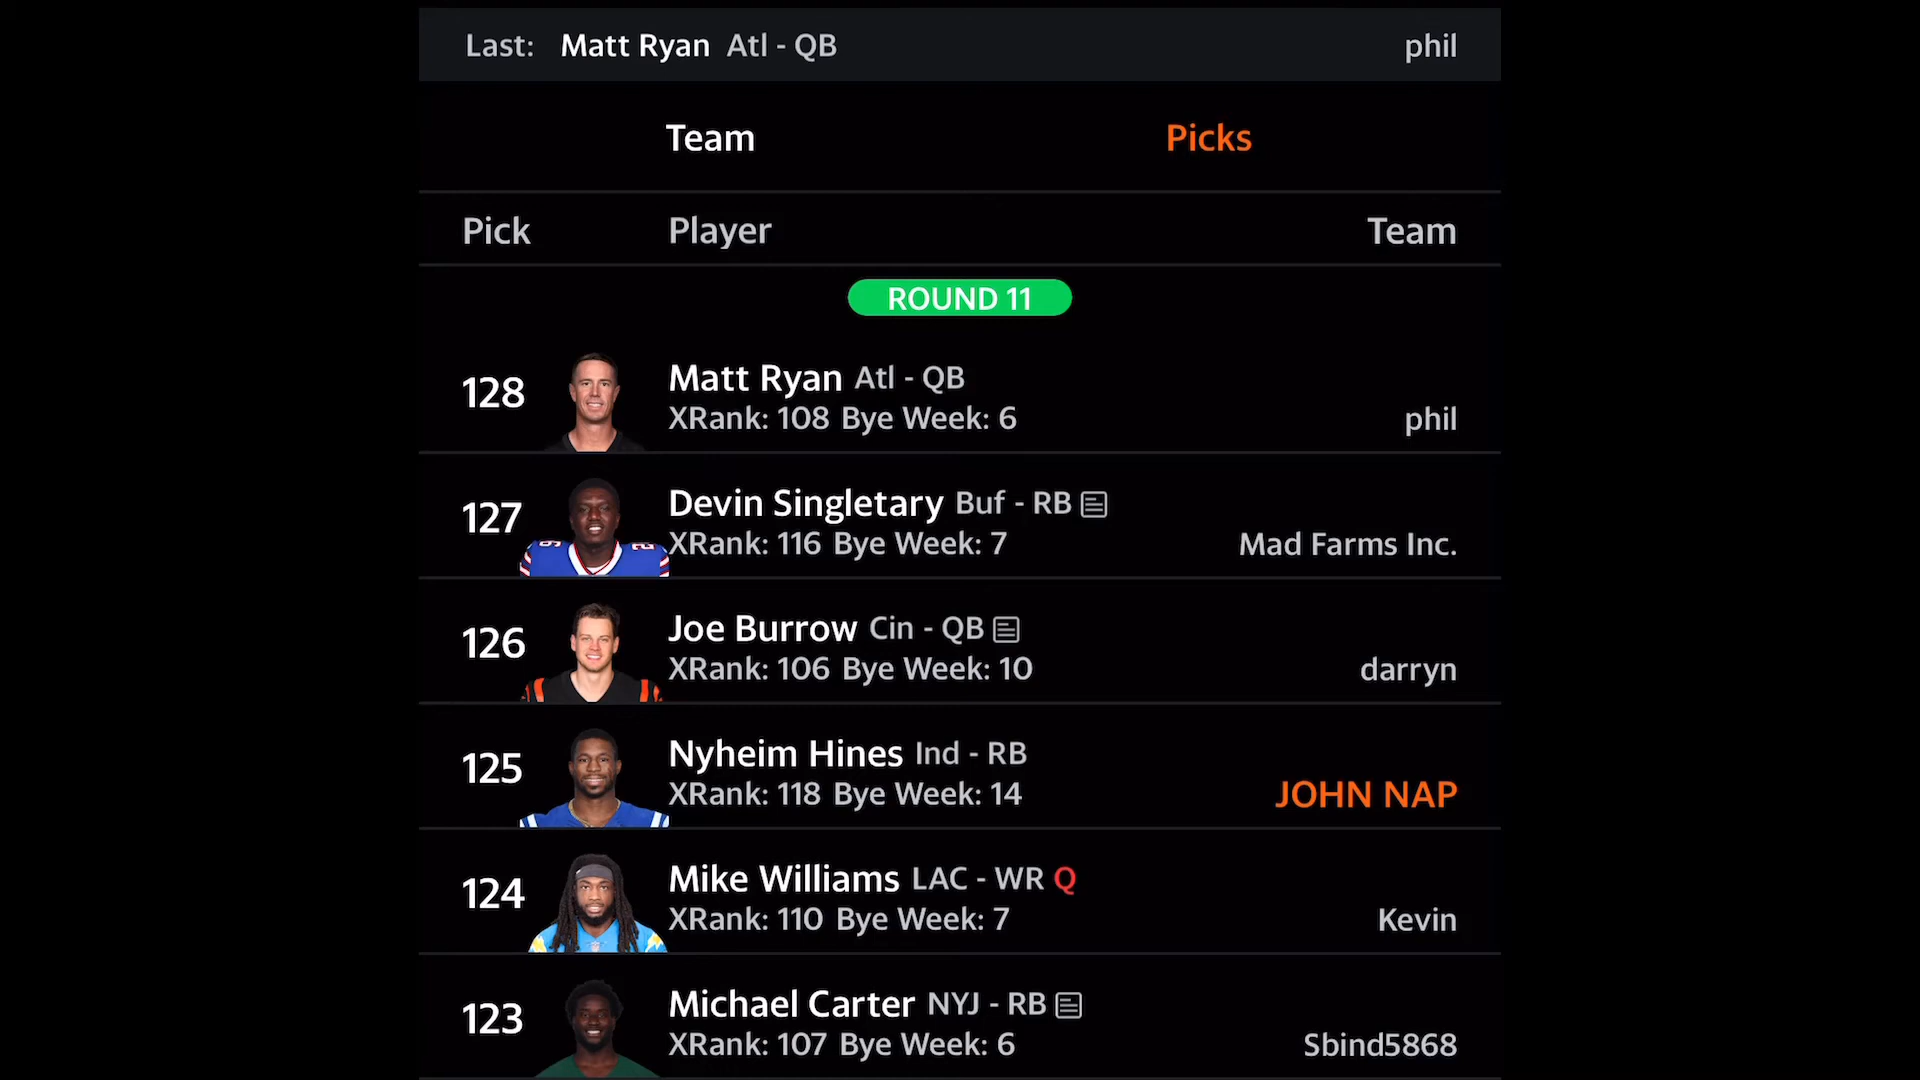 Last: Matt Ryan Atl - QB phil
Team Picks
Pick Player Team
ROUND 11
128 Matt Ryan Atl - QB
XRank: 108 Bye Week: 6 phil
127 Devin Singletary Buf - RB
XRank: 116 Bye Week: 7 Mad Farms Inc.
126 Joe Burrow Cin - QB
XRank: 106 Bye Week: 10 darryn
125 Nyheim Hines Ind - RB
XRank: 118 Bye Week: 14 JOHN NAP
124 Mike Williams LAC - WR Q
XRank: 110 Bye Week: 7 Kevin
123 Michael Carter NYJ - RB
XRank: 107 Bye Week: 6 Sbind5868